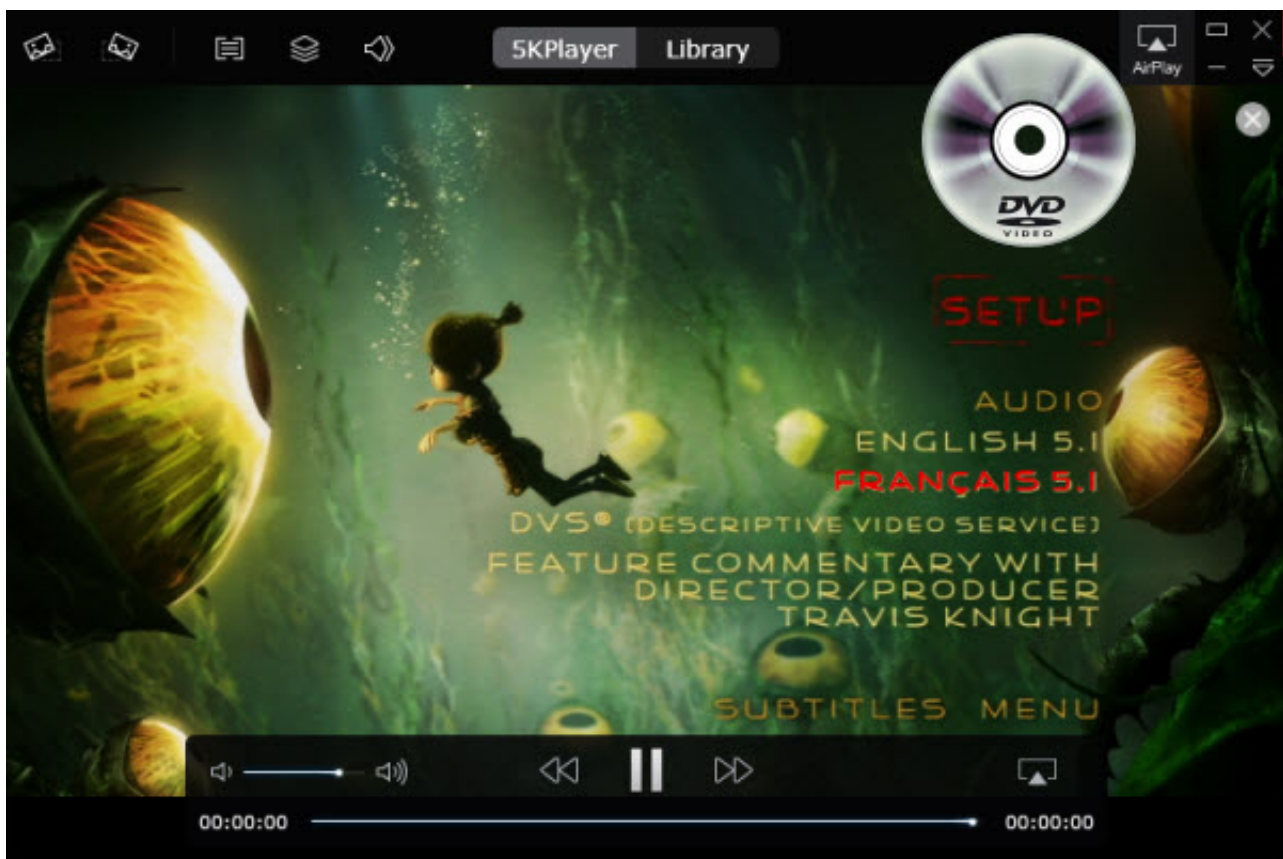 5KPlayer Library
AirPlay
DVD
VIDEO
SETUP
AUDIO
ENGLISH 5.1
FRANÇAIS 5.1
DVS® (DESCRIPTIVE VIDEO SERVICE)
FEATURE COMMENTARY WITH
DIRECTOR/PRODUCER
TRAVIS KNIGHT
SUBTITLES MENU
00:00:00 00:00:00